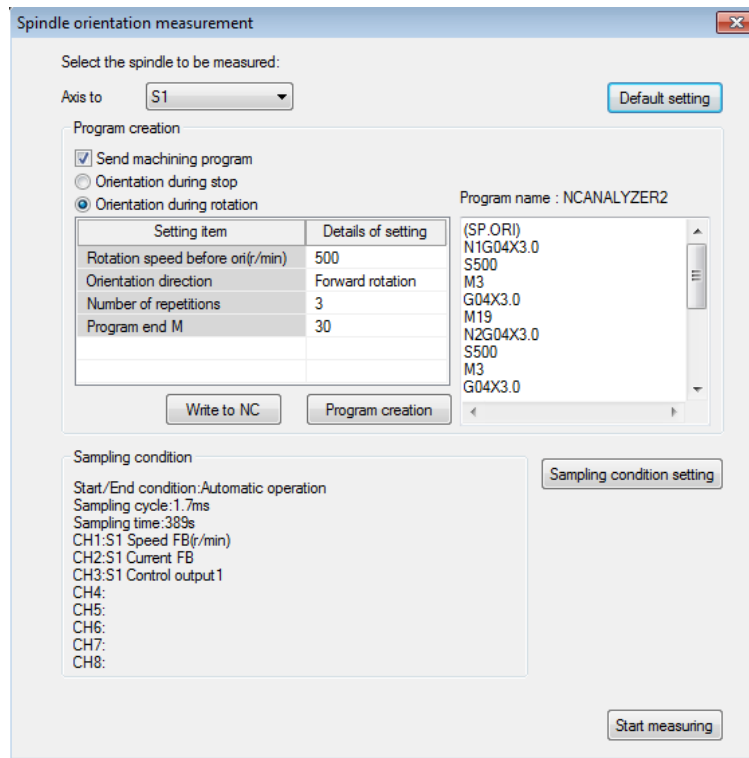 Spindle orientation measurement
Select the spindle to be measured:
Axis to S1
Default setting
Program creation
Send machining program
Orientation during stop
Orientation during rotation
Program name : NCANALYZER2
Setting item Details of setting
Rotation speed before ori(r/min) 500
Orientation direction Forward rotation
Number of repetitions 3
Program end M 30
(SP.ORI)
N1G04X3.0
S500
M3
G04X3.0
M19
N2G04X3.0
S500
M3
G04X3.0
Write to NC
Program creation
Sampling condition
Sampling condition setting
Start/End condition:Automatic operation
Sampling cycle:1.7ms
Sampling time:389s
CH1:S1 Speed FB(r/min)
CH2:S1 Current FB
CH3:S1 Control output1
CH4:
CH5:
CH6:
CH7:
CH8:
Start measuring